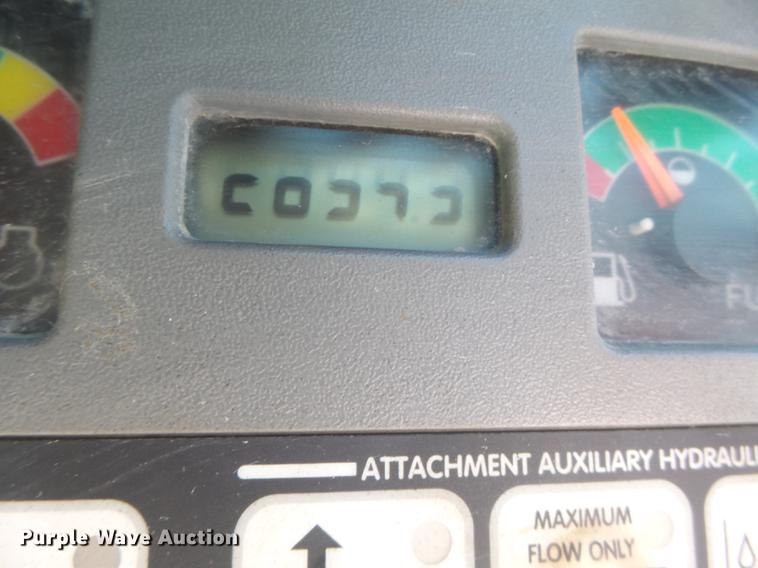 ATTACHMENT AUXILIARY HYDRAULI
MAXIMUM
FLOW ONLY
Purple Wave Auction